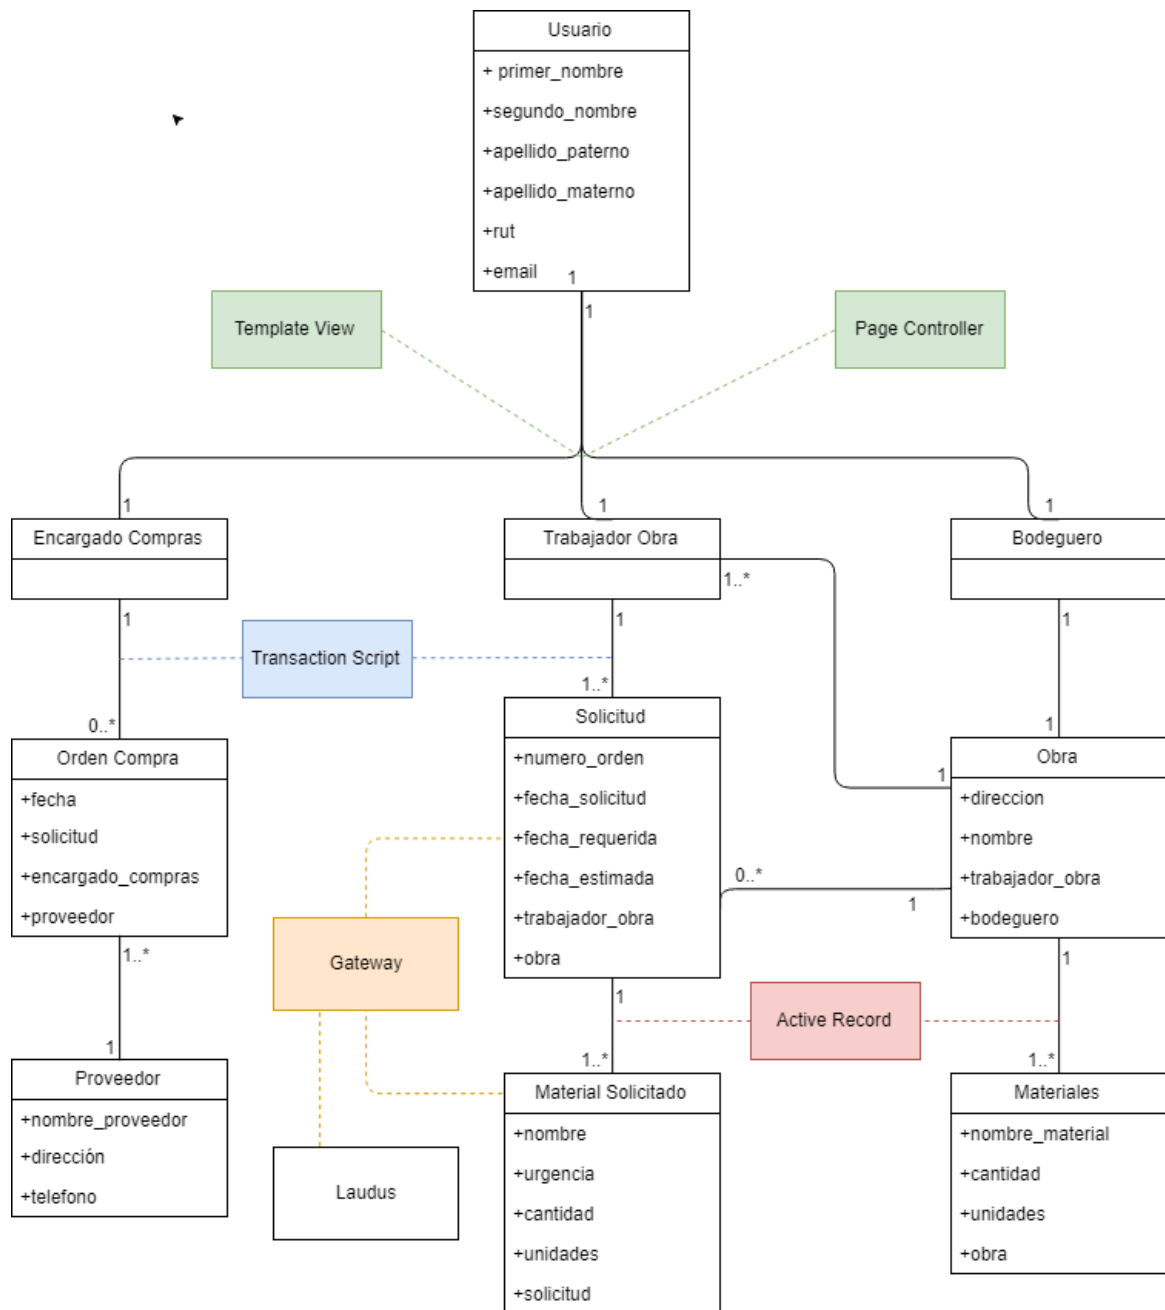 Usuario
+ primer_nombre
+segundo_nombre
+apellido_paterno
+apellido_materno
+rut
+email
1
1
Template View
Page Controller
1
1
1
Encargado Compras
Trabajador Obra
Bodeguero
1..*
1
1
1
Transaction Script
1..*
0..*
1
Orden Compra
+fecha
+solicitud
+encargado_compras
+proveedor
Solicitud
+numero_orden
+fecha_solicitud
+fecha_requerida
+fecha_estimada
+trabajador_obra
+obra
Obra
+direccion
+nombre
+trabajador_obra
+bodeguero
1
0..*
1
1..*
Gateway
1
1
Active Record
1
1..*
1..*
Proveedor
+nombre_proveedor
+dirección
+telefono
Laudus
Material Solicitado
+nombre
+urgencia
+cantidad
+unidades
+solicitud
Materiales
+nombre_material
+cantidad
+unidades
+obra